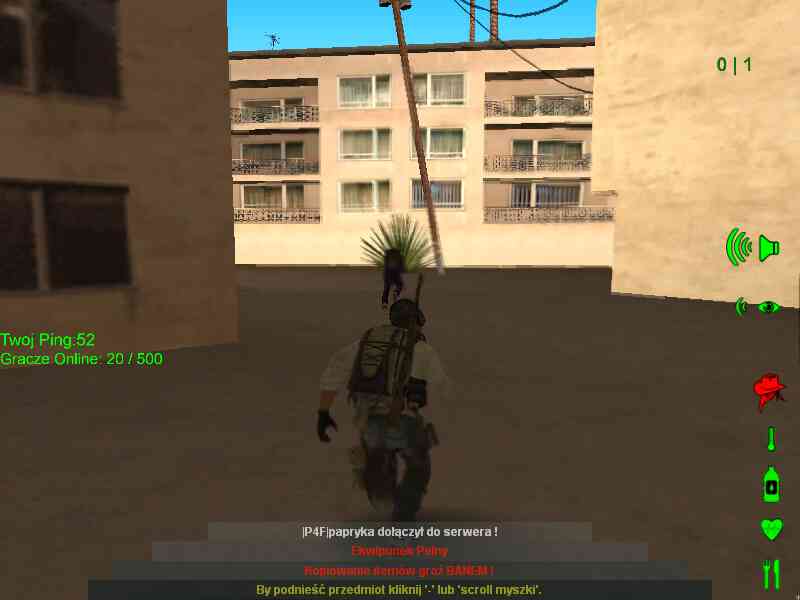 0 | 1
Twoj Ping:52
Gracze Online: 20 / 500
|P4F|papryka dołączył do serwera !
Ekwipunek Pełny
Kopiowanie itemów grozi BANEM !
By podnieść przedmiot kliknij '-' lub 'scroll myszki'.